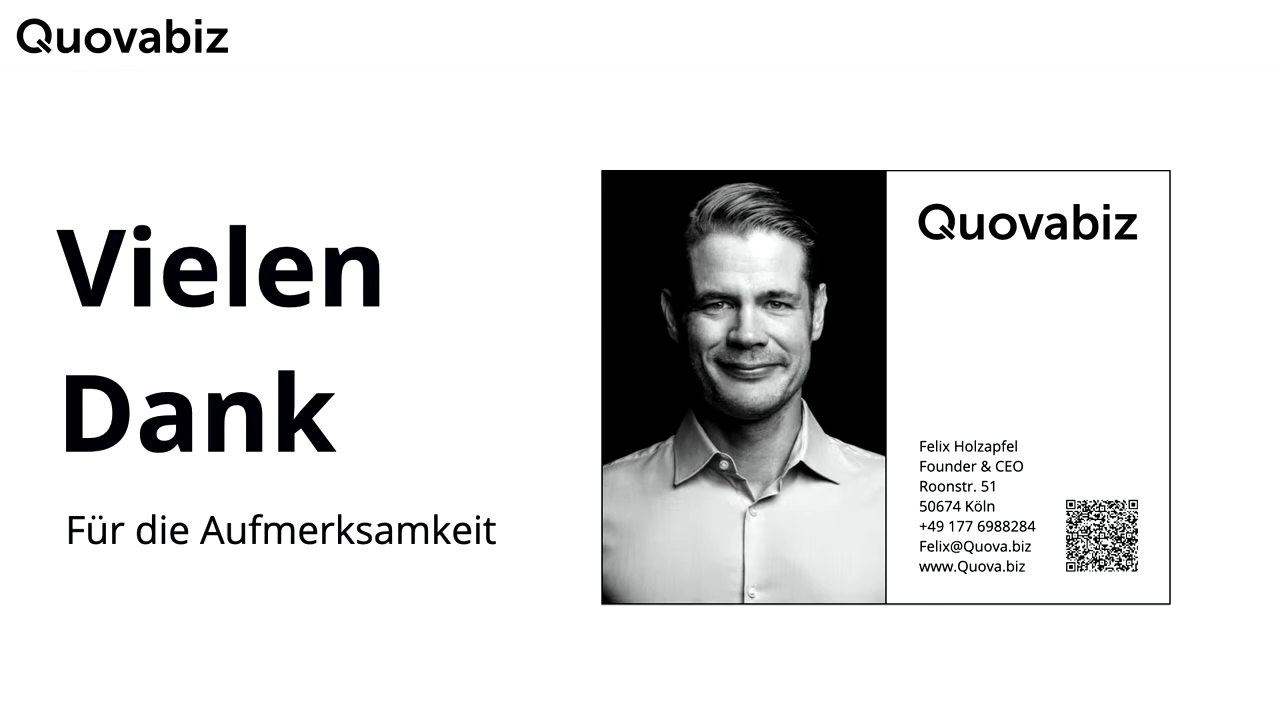 Quovabiz
Vielen
Dank
Für die Aufmerksamkeit
Quovabiz
Felix Holzapfel
Founder & CEO
Roonstr. 51
50674 Köln
+49 177 6988284
Felix@Quova.biz
www.Quova.biz